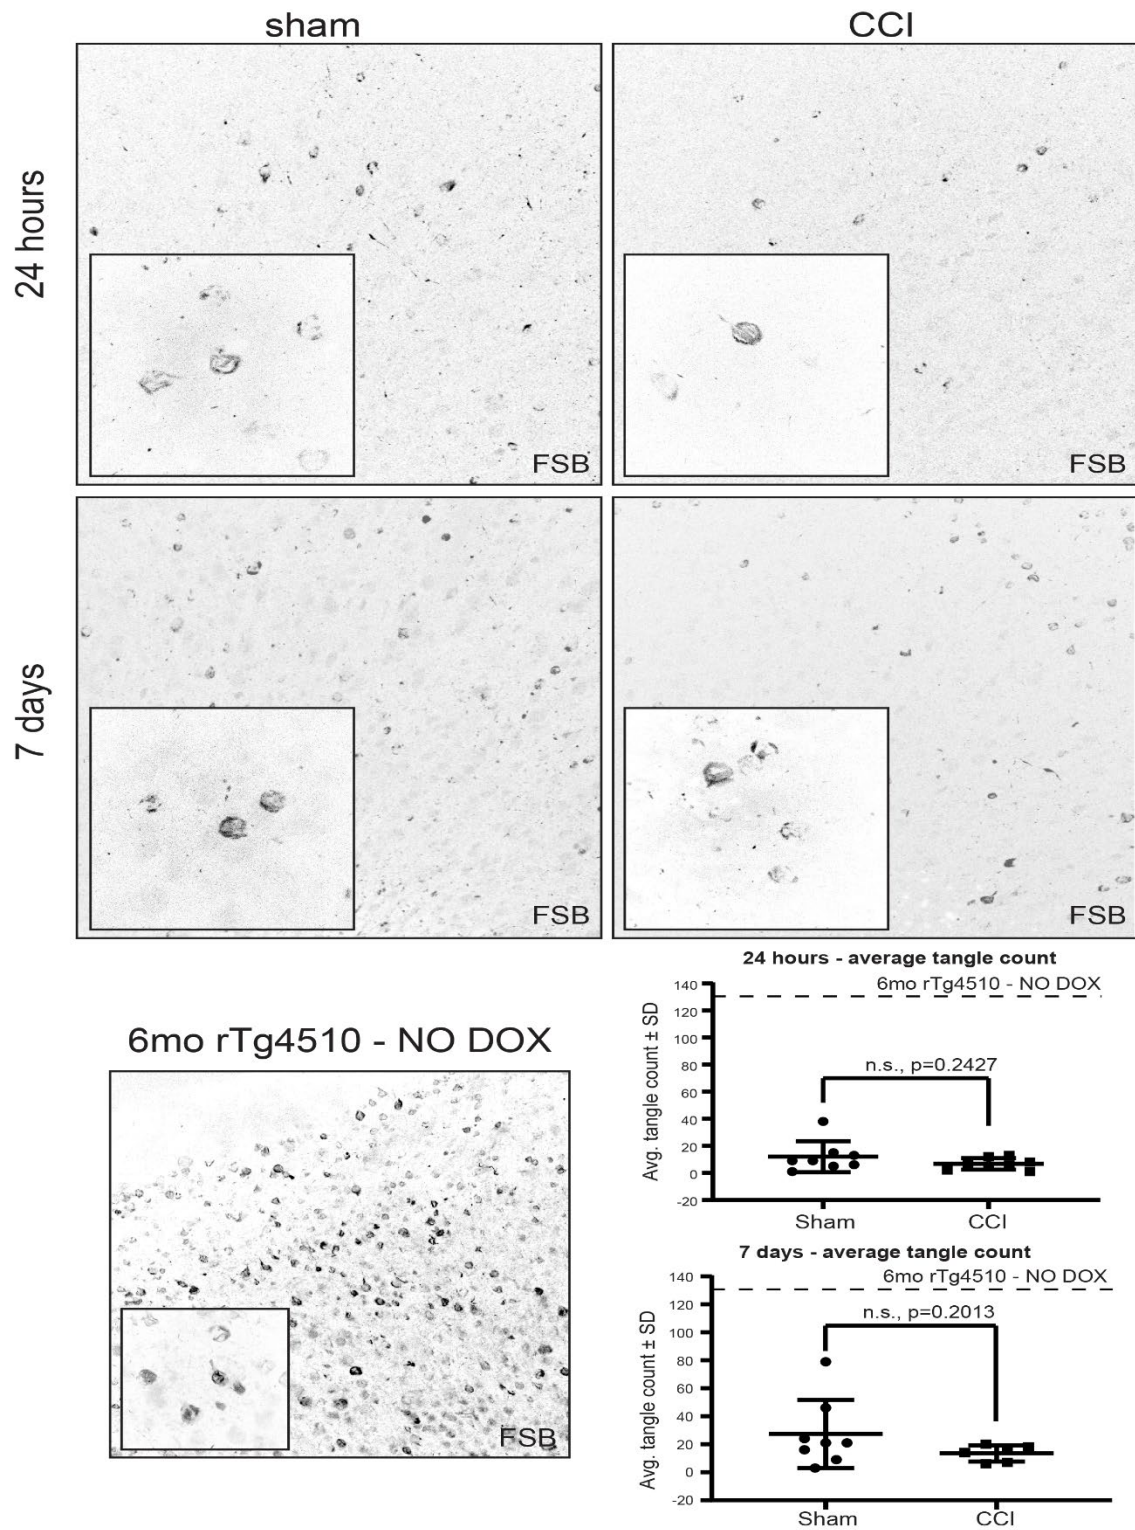 sham
CCI
24 hours
FSB
FSB
7 days
FSB
FSB
6mo rTg4510 - NO DOX
FSB
24 hours - average tangle count
6mo rTg4510 - NO DOX
n.s., p=0.2427
Avg. tangle count ± SD
140
120
100
80
60
40
20
0
-20
Sham
CCI
7 days - average tangle count
6mo rTg4510 - NO DOX
n.s., p=0.2013
Avg. tangle count ± SD
140
120
100
80
60
40
20
0
-20
Sham
CCI